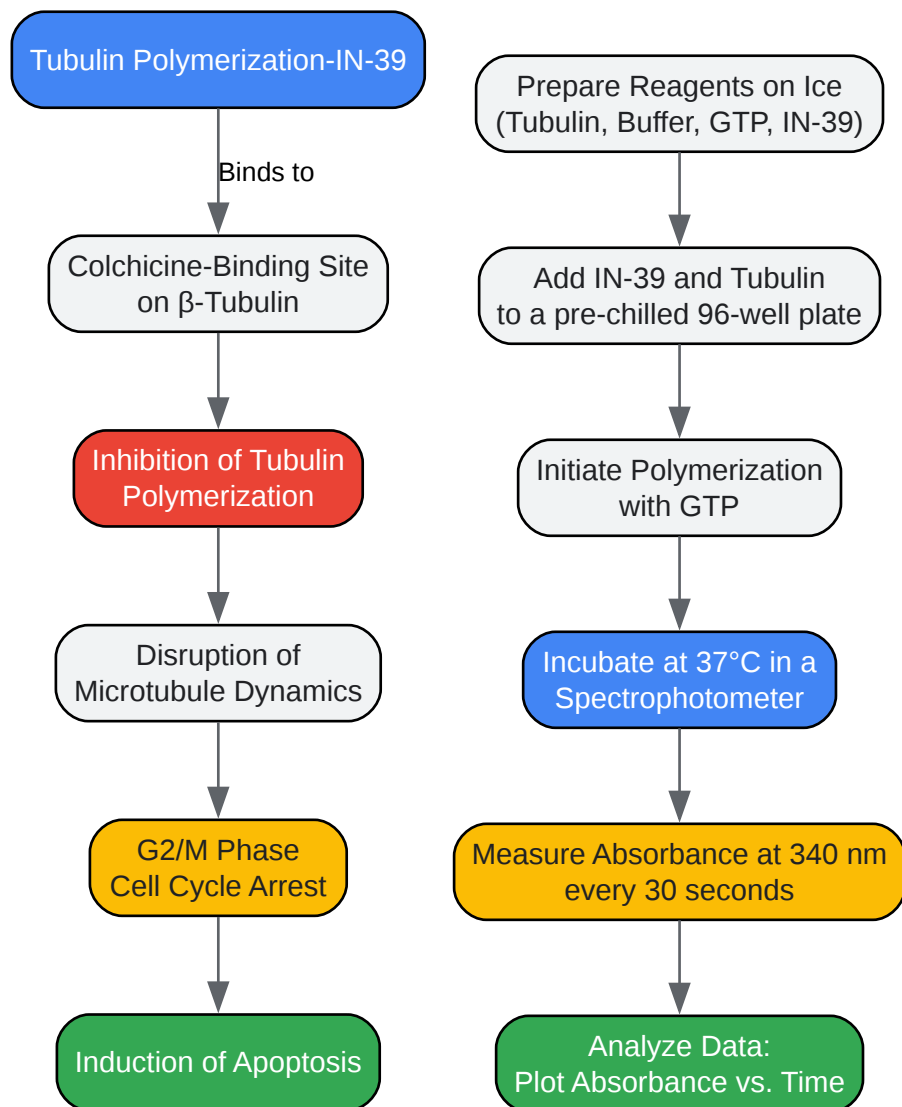 Tubulin Polymerization-IN-39
Binds to
Colchicine-Binding Site
on β-Tubulin
Inhibition of Tubulin
Polymerization
Disruption of
Microtubule Dynamics
G2/M Phase
Cell Cycle Arrest
Induction of Apoptosis
Prepare Reagents on Ice
(Tubulin, Buffer, GTP, IN-39)
Add IN-39 and Tubulin
to a pre-chilled 96-well plate
Initiate Polymerization
with GTP
Incubate at 37°C in a
Spectrophotometer
Measure Absorbance at 340 nm
every 30 seconds
Analyze Data:
Plot Absorbance vs. Time